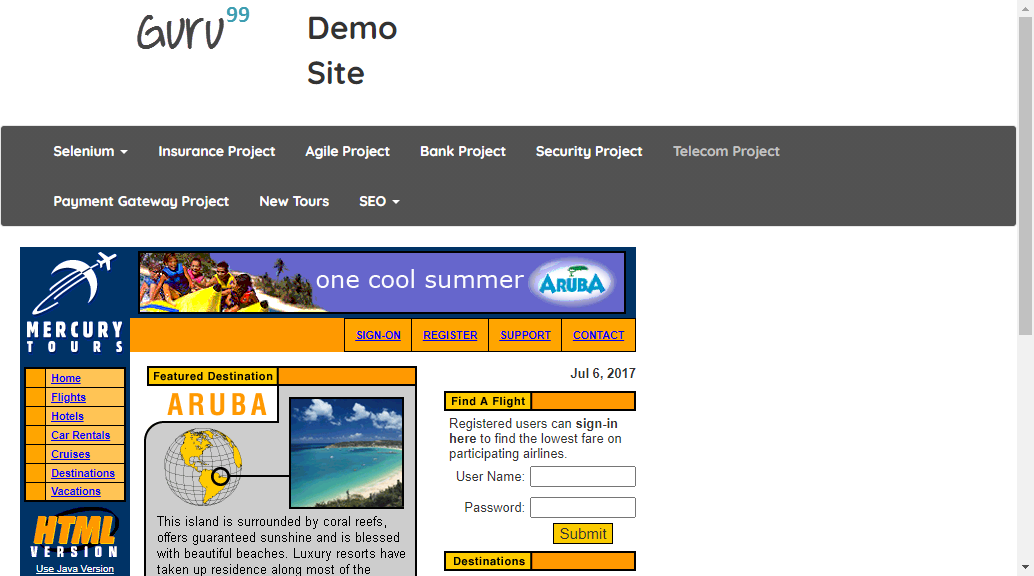 Guru99
Demo
Site
Selenium
Insurance Project
Agile Project
Bank Project
Security Project
Telecom Project
Payment Gateway Project
New Tours
SEO
one cool summer
ARUBA
MERCURY
TOURS
SIGN-ON
REGISTER
SUPPORT
CONTACT
Home
Flights
Hotels
Car Rentals
Cruises
Destinations
Vacations
HTML
VERSION
Use Java Version
Featured Destination
ARUBA
This island is surrounded by coral reefs,
offers guaranteed sunshine and is blessed
with beautiful beaches. Luxury resorts have
taken up residence along most of the
Jul 6, 2017
Find A Flight
Registered users can sign-in
here to find the lowest fare on
participating airlines.
User Name:
Password:
Submit
Destinations